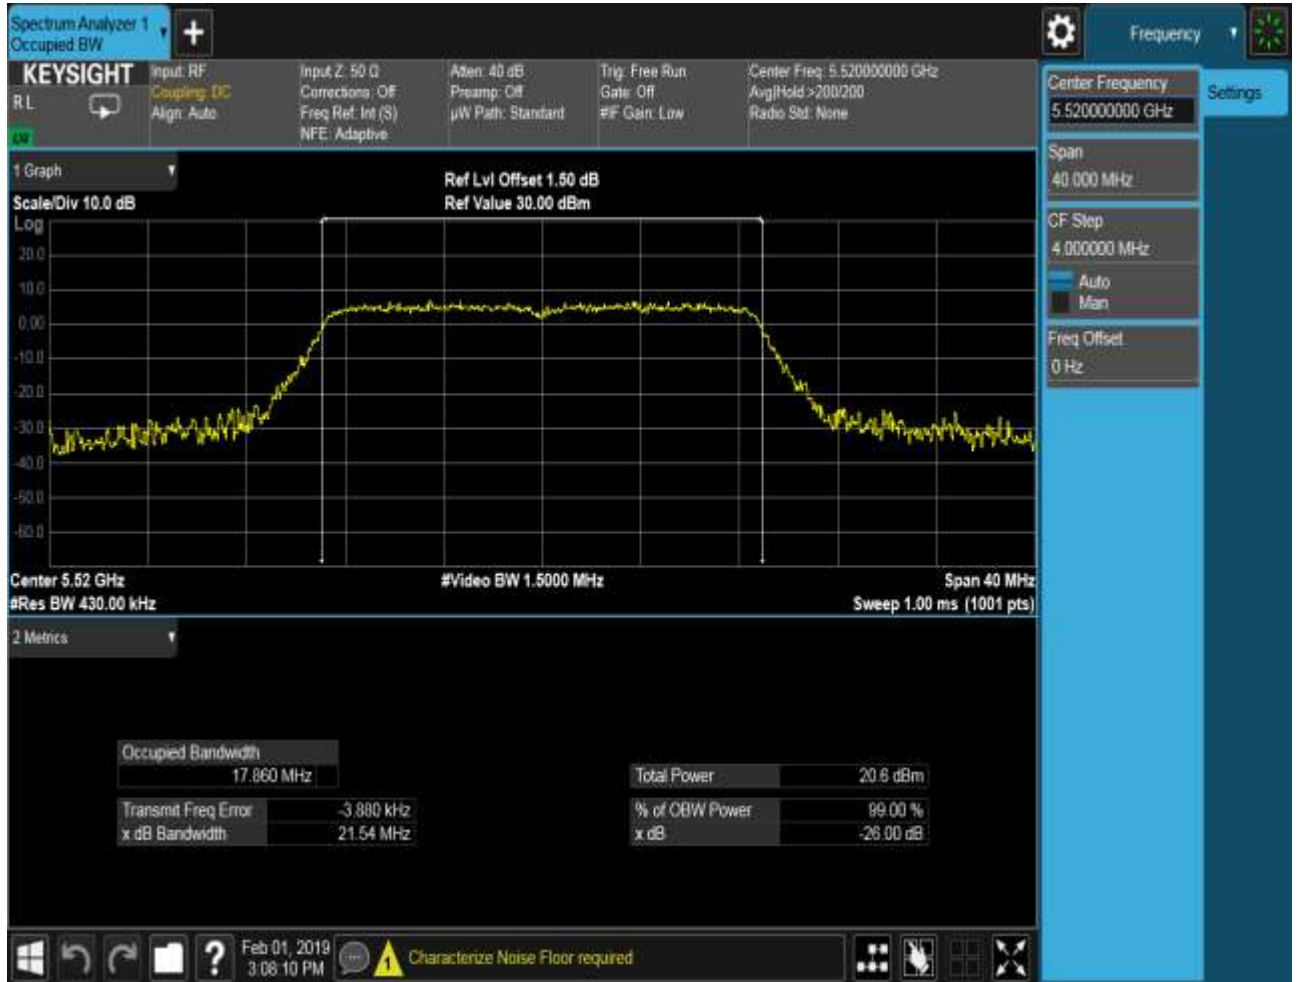 Spectrum Analyzer 1
Occupied BW
+
Frequency
KEYSIGHT
R L
Input: RF
Coupling: DC
Align: Auto
Input Z: 50 Ω
Corrections: Off
Freq Ref: Int (S)
NFE: Adaptive
Atten: 40 dB
Preamp: Off
µW Path: Standard
Trig: Free Run
Gate: Off
#IF Gain: Low
Center Freq: 5.520000000 GHz
Avg|Hold:>200/200
Radio Std: None
Center Frequency
5.520000000 GHz
Settings
Span
40.000 MHz
CF Step
4.000000 MHz
Auto
Man
Freq Offset
0 Hz
1 Graph
Scale/Div 10.0 dB
Ref Lvl Offset 1.50 dB
Ref Value 30.00 dBm
Log
20.0
10.0
0.00
-10.0
-20.0
-30.0
-40.0
-50.0
-60.0
Center 5.52 GHz
#Video BW 1.5000 MHz
Span 40 MHz
#Res BW 430.00 kHz
Sweep 1.00 ms (1001 pts)
2 Metrics
Occupied Bandwidth
17.860 MHz
Total Power 20.6 dBm
Transmit Freq Error -3.880 kHz
% of OBW Power 99.00 %
x dB Bandwidth 21.54 MHz
x dB -26.00 dB
?
Feb 01, 2019
3:08:10 PM
1
Characterize Noise Floor required